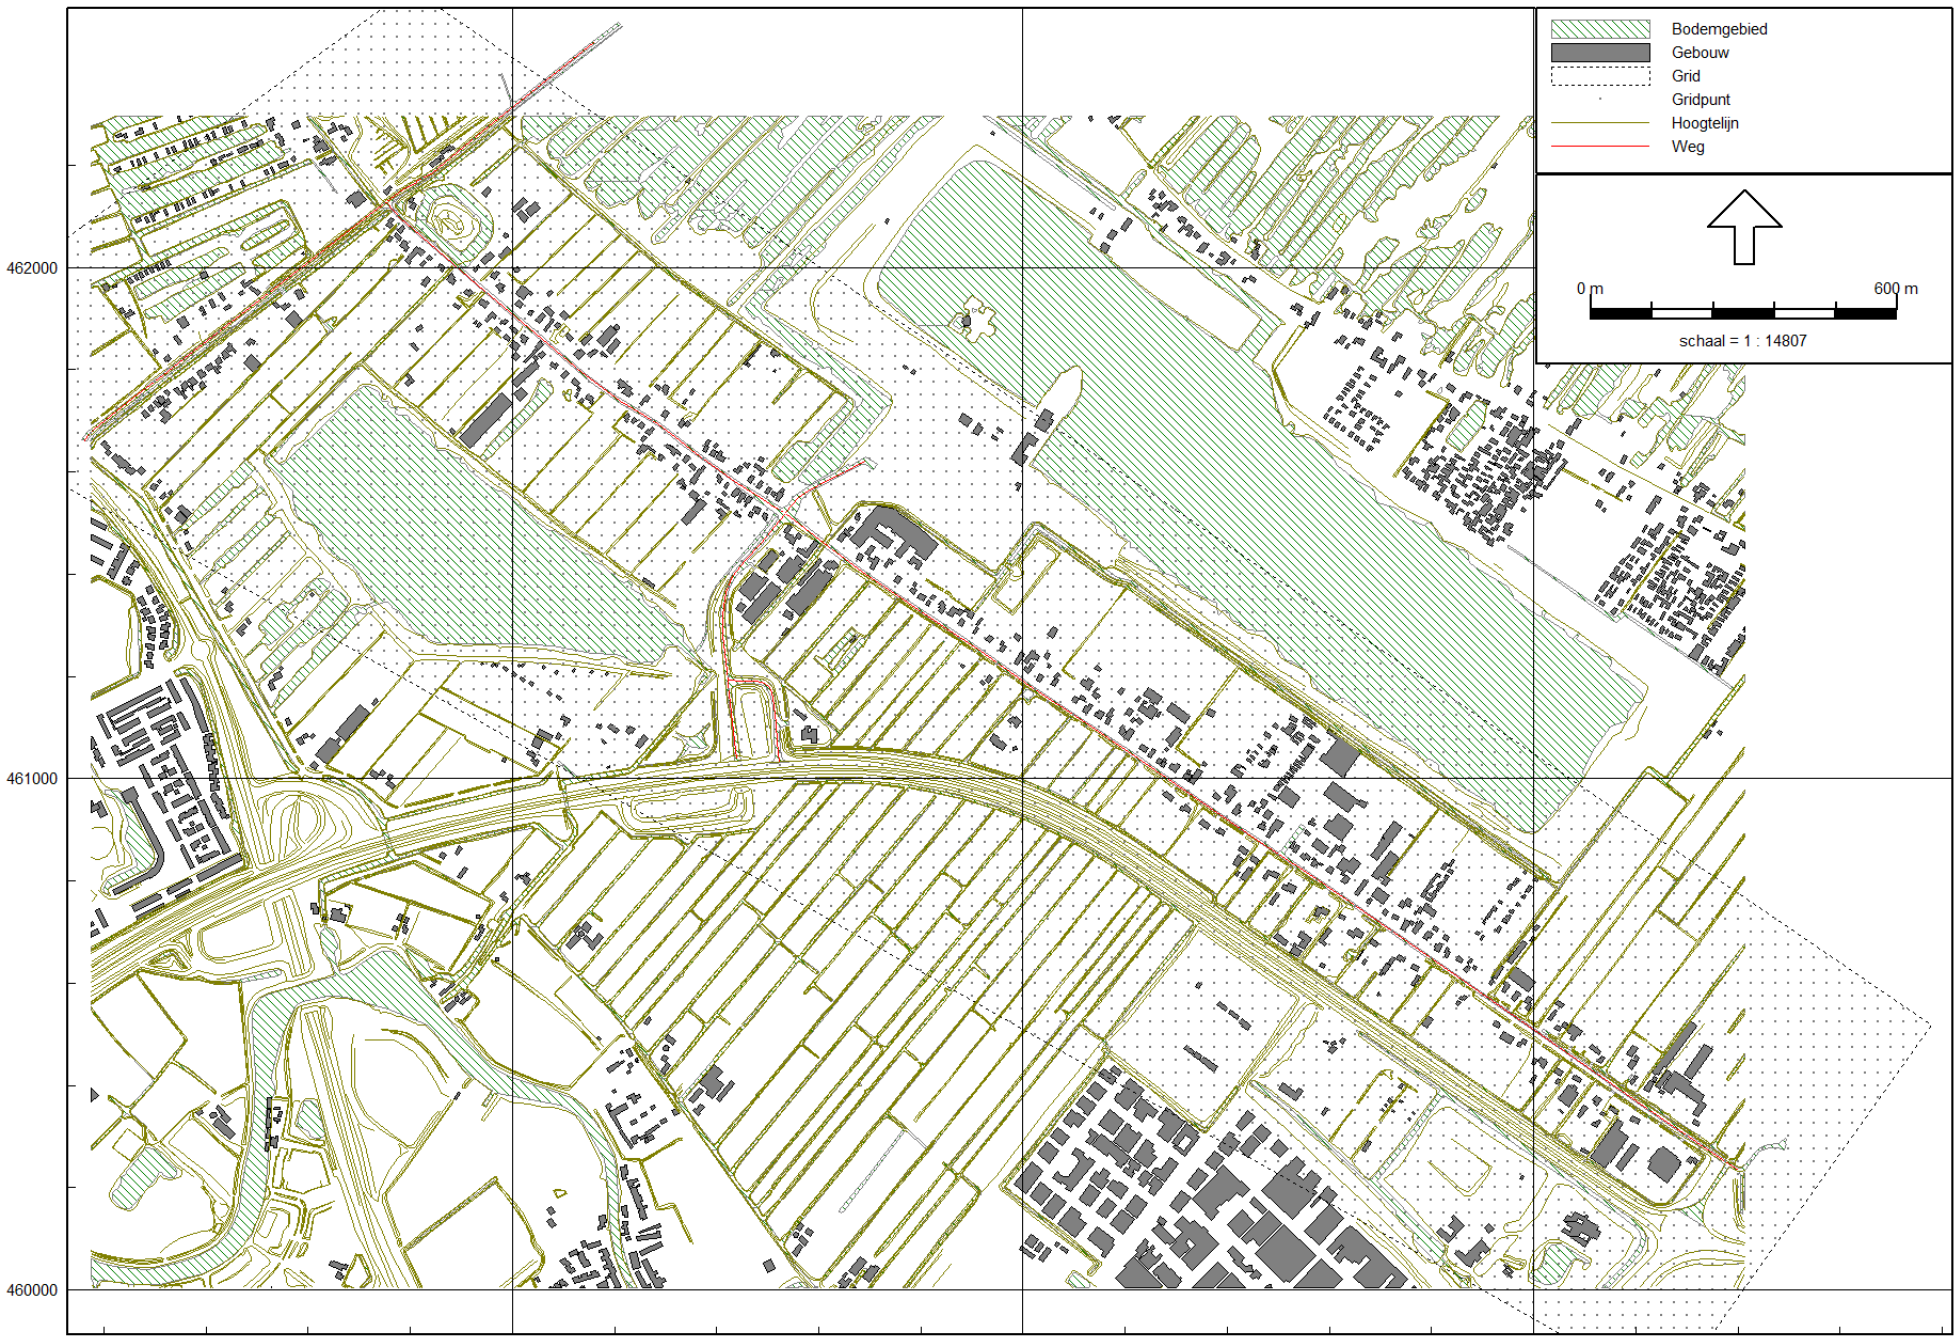 Bodemgebied
Gebouw
Grid
Gridpunt
Hoogtelijn
Weg
0 m 600 m
schaal = 1 : 14807
462000
461000
460000